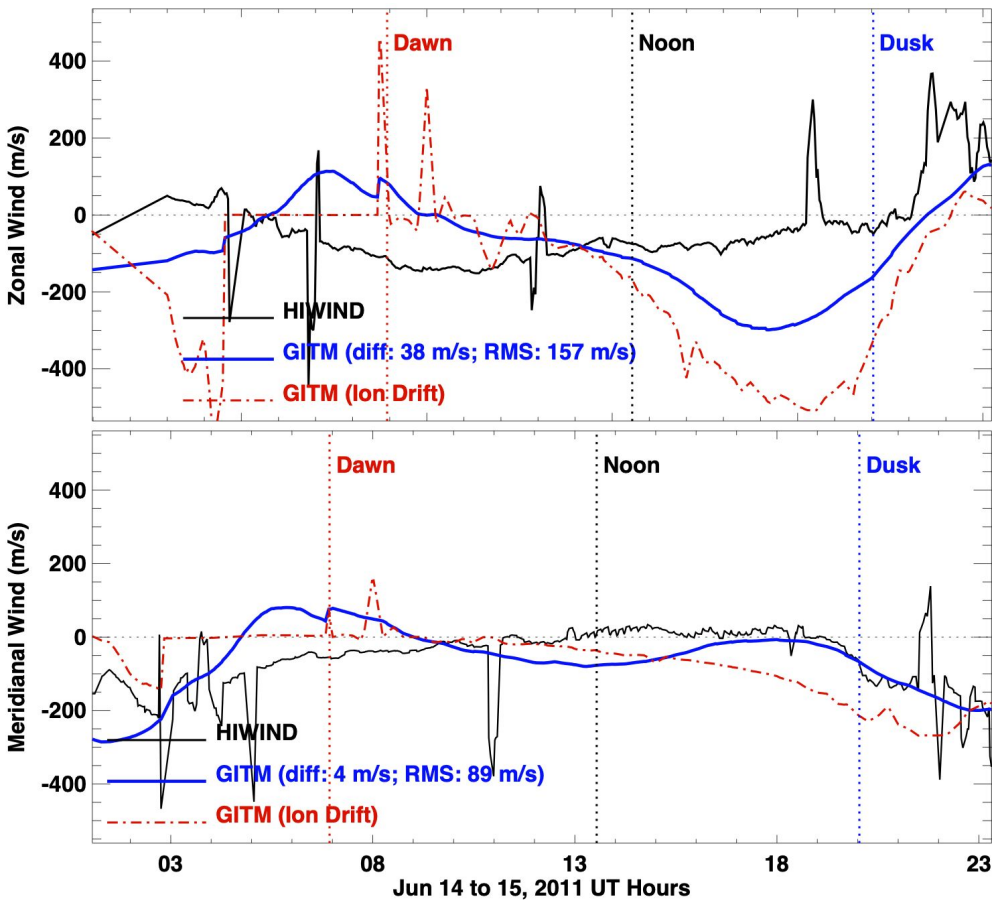 400
200
0
-200
-400
Zonal Wind (m/s)
Dawn
Noon
Dusk
HIWIND
GITM (diff: 38 m/s; RMS: 157 m/s)
GITM (Ion Drift)
400
200
0
-200
-400
Meridianal Wind (m/s)
Dawn
Noon
Dusk
HIWIND
GITM (diff: 4 m/s; RMS: 89 m/s)
GITM (Ion Drift)
03 08 13 18 23
Jun 14 to 15, 2011 UT Hours